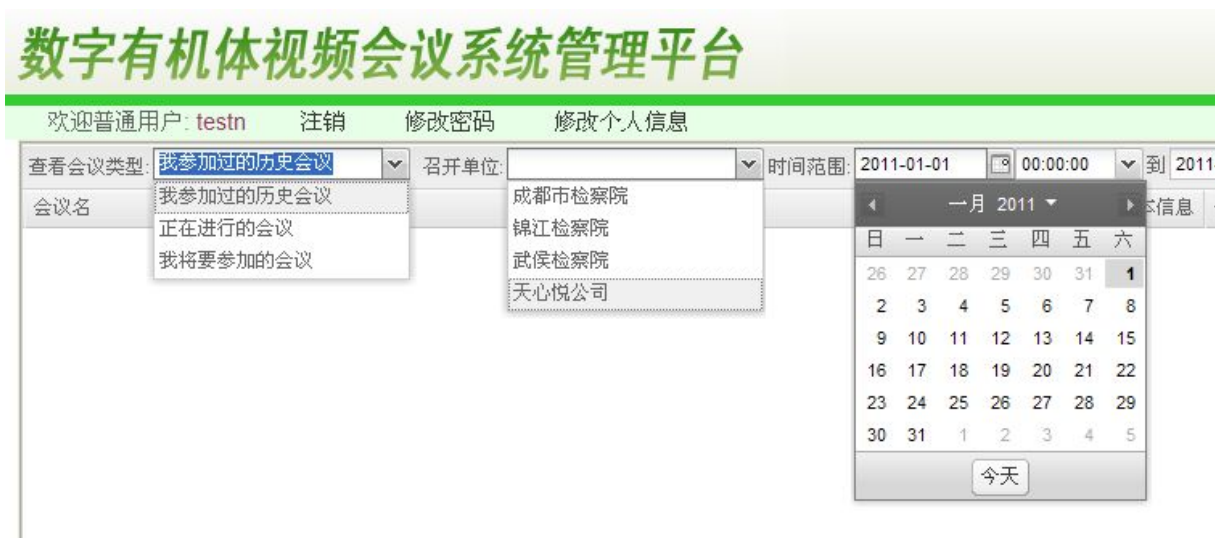 数字有机体视频会议系统管理平台
欢迎普通用户: testn 注销 修改密码 修改个人信息
查看会议类型: 我参加过的历史会议 召开单位: 时间范围: 2011-01-01 00:00:00 到 2011
会议名 信息
我参加过的历史会议
正在进行的会议
我将要参加的会议
成都市检察院
锦江检察院
武侯检察院
天心悦公司
一月 2011
日 一 二 三 四 五 六
26 27 28 29 30 31 1
2 3 4 5 6 7 8
9 10 11 12 13 14 15
16 17 18 19 20 21 22
23 24 25 26 27 28 29
30 31 1 2 3 4 5
今天